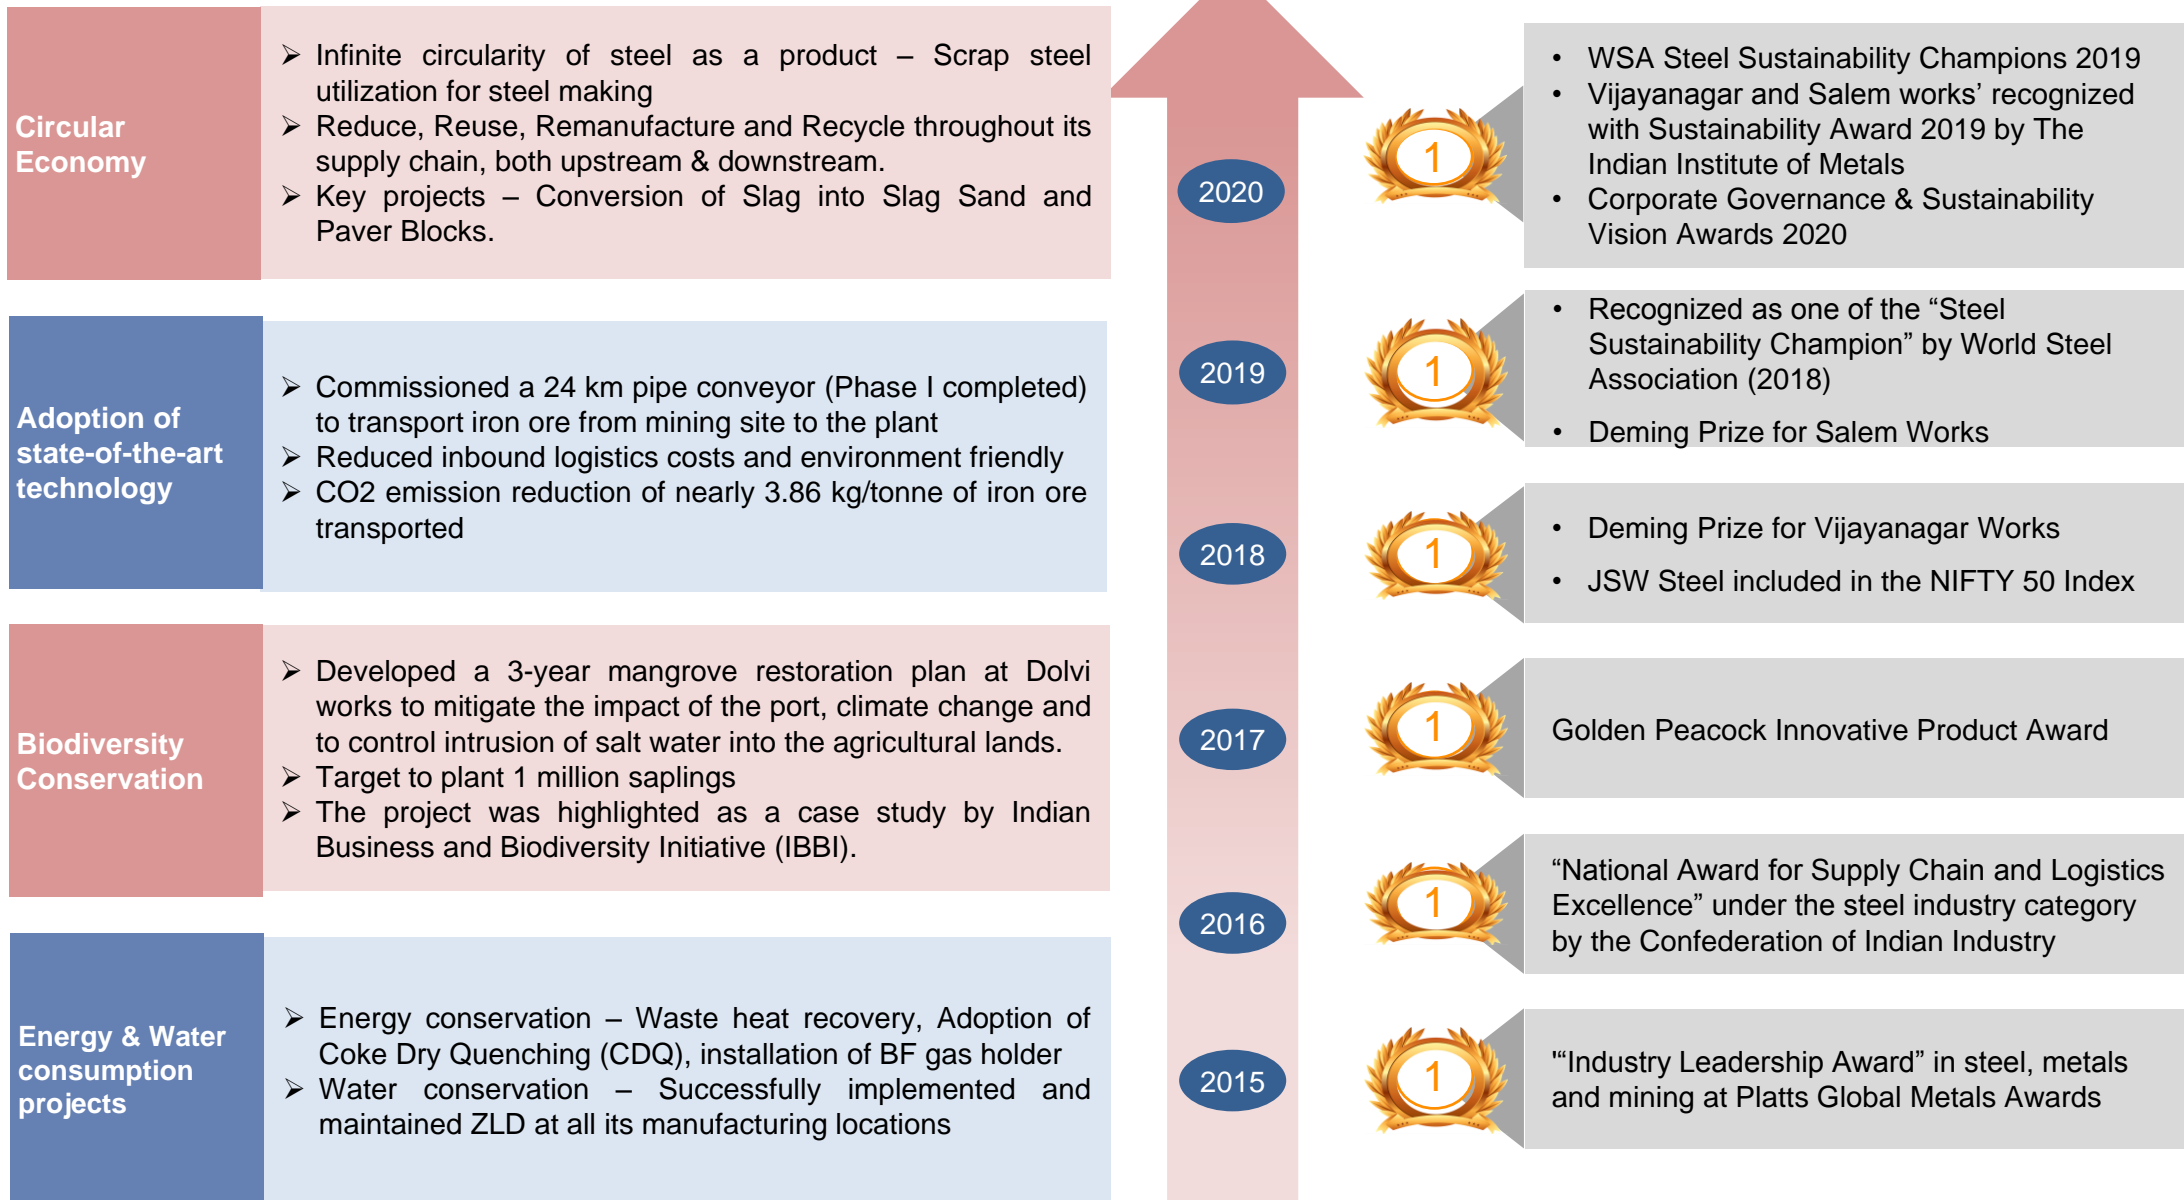 Circular
Economy
➢ Infinite circularity of steel as a product – Scrap steel
utilization for steel making
➢ Reduce, Reuse, Remanufacture and Recycle throughout its
supply chain, both upstream & downstream.
➢ Key projects – Conversion of Slag into Slag Sand and
Paver Blocks.
Adoption of
state-of-the-art
technology
➢ Commissioned a 24 km pipe conveyor (Phase I completed)
to transport iron ore from mining site to the plant
➢ Reduced inbound logistics costs and environment friendly
➢ CO2 emission reduction of nearly 3.86 kg/tonne of iron ore
transported
Biodiversity
Conservation
➢ Developed a 3-year mangrove restoration plan at Dolvi
works to mitigate the impact of the port, climate change and
to control intrusion of salt water into the agricultural lands.
➢ Target to plant 1 million saplings
➢ The project was highlighted as a case study by Indian
Business and Biodiversity Initiative (IBBI).
Energy & Water
consumption
projects
➢ Energy conservation – Waste heat recovery, Adoption of
Coke Dry Quenching (CDQ), installation of BF gas holder
➢ Water conservation – Successfully implemented and
maintained ZLD at all its manufacturing locations
2020
1
• WSA Steel Sustainability Champions 2019
• Vijayanagar and Salem works’ recognized
with Sustainability Award 2019 by The
Indian Institute of Metals
• Corporate Governance & Sustainability
Vision Awards 2020
2019
1
• Recognized as one of the “Steel
Sustainability Champion” by World Steel
Association (2018)
• Deming Prize for Salem Works
2018
1
• Deming Prize for Vijayanagar Works
• JSW Steel included in the NIFTY 50 Index
2017
1
Golden Peacock Innovative Product Award
2016
1
“National Award for Supply Chain and Logistics
Excellence” under the steel industry category
by the Confederation of Indian Industry
2015
1
'“Industry Leadership Award” in steel, metals
and mining at Platts Global Metals Awards